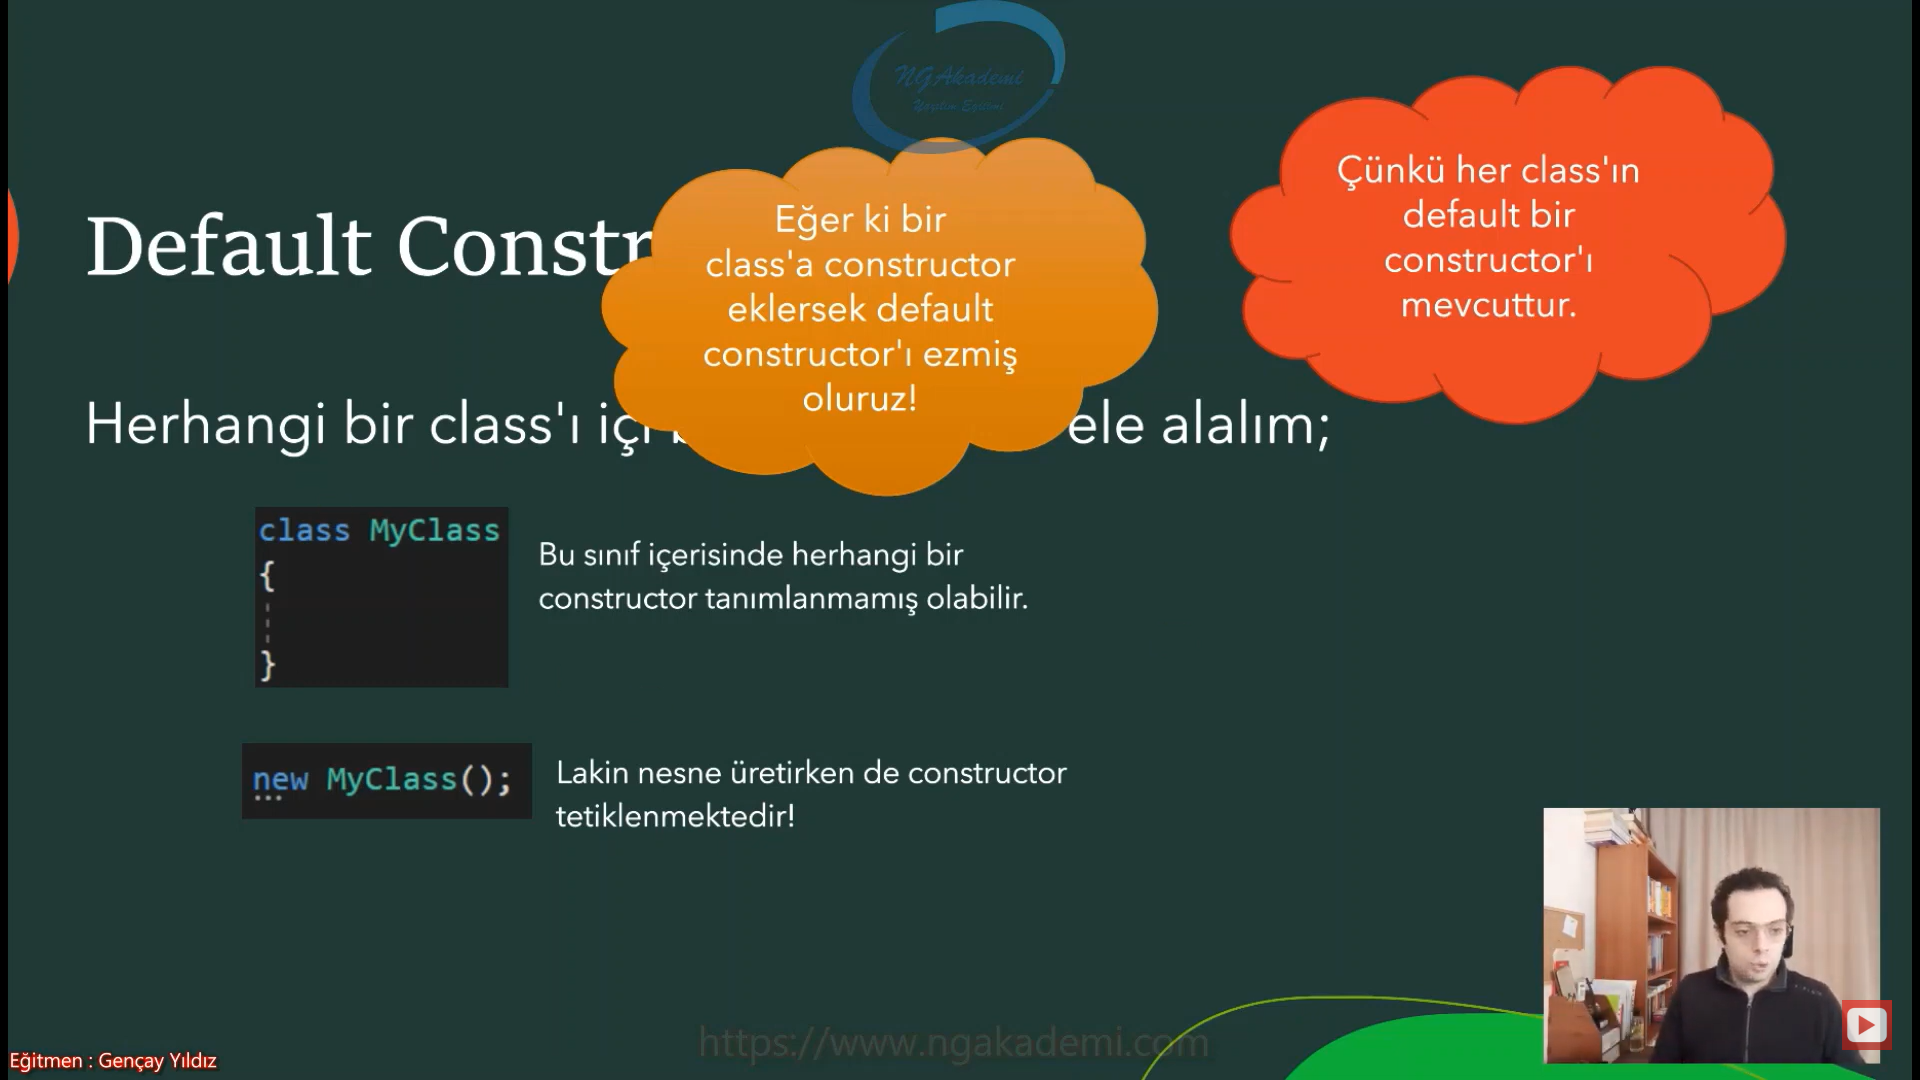 NGAkademi
Yazılım Eğitimi
Çünkü her class'ın
default bir
constructor'ı
mevcuttur.
Eğer ki bir
class'a constructor
eklersek default
constructor'ı ezmiş
oluruz!
Default Constr
Herhangi bir class'ı içi ele alalım;
class MyClass
{
}
Bu sınıf içerisinde herhangi bir
constructor tanımlanmamış olabilir.
new MyClass();
Lakin nesne üretirken de constructor
tetiklenmektedir!
https://www.ngakademi.com
Eğitmen : Gençay Yıldız